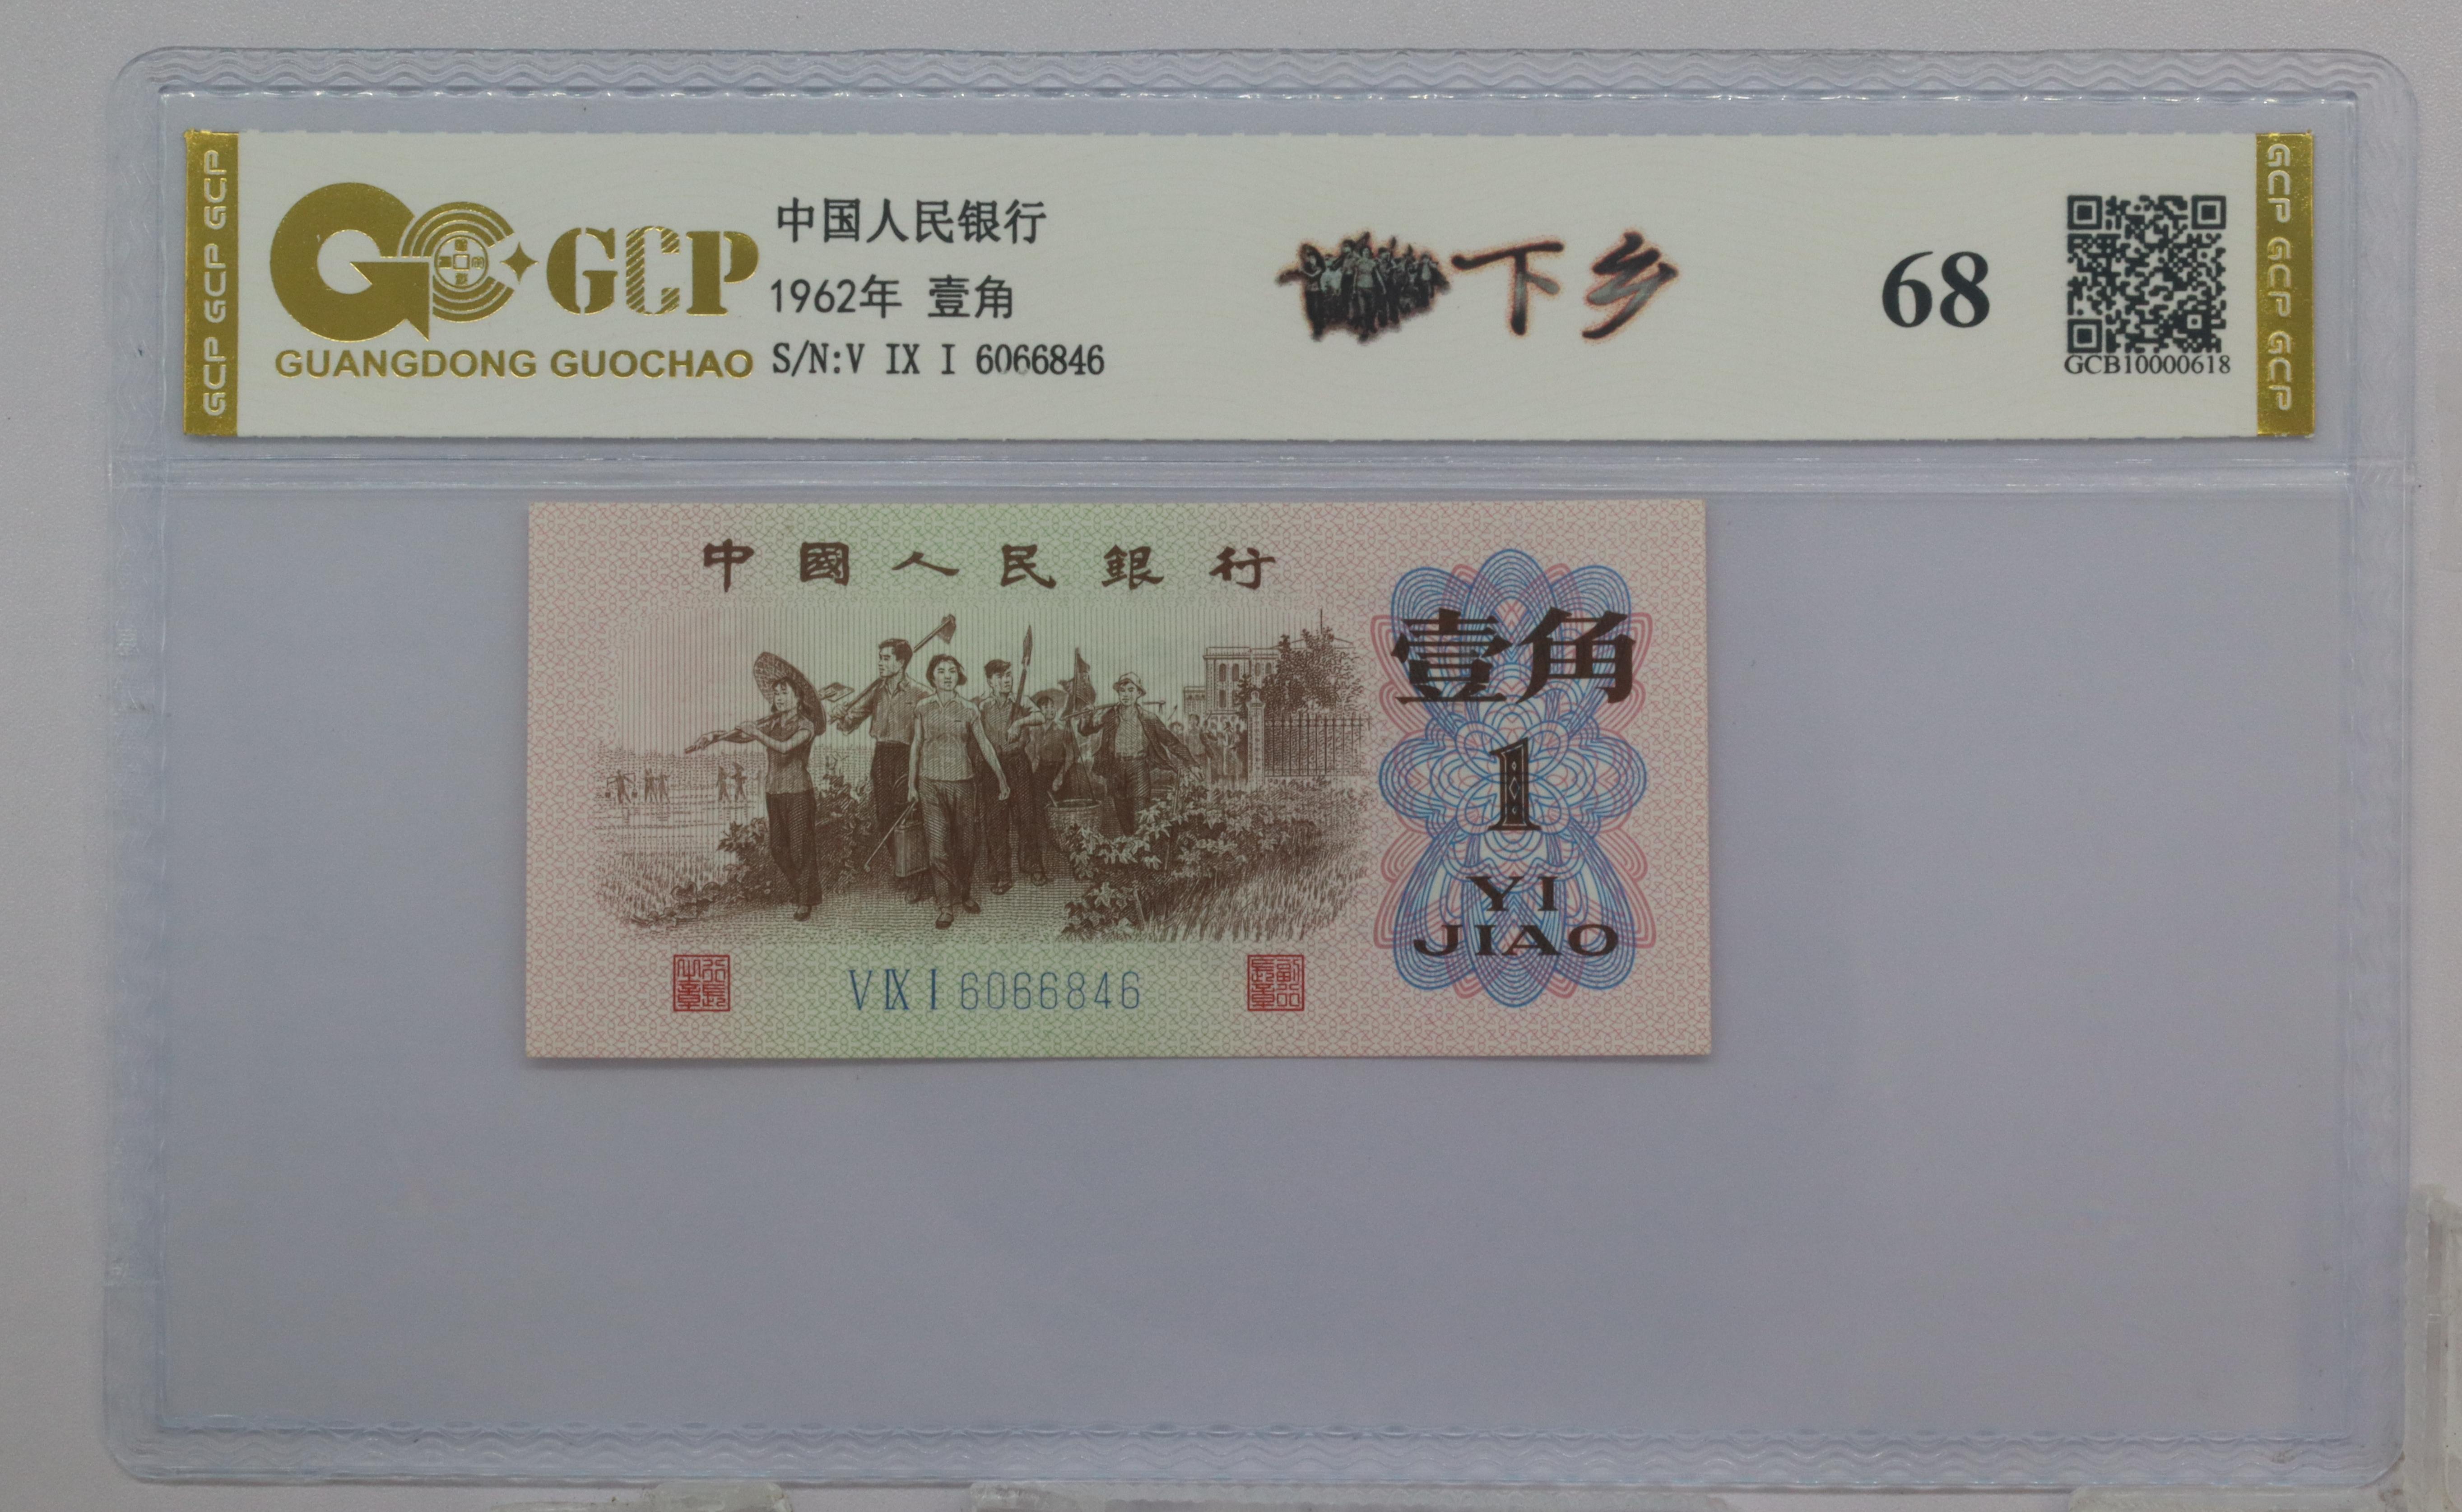 GCP GCP GCP
GCP
GUANGDONG GUOCHAO
中国人民银行
1962年 壹角
S/N:V IX I 6066846
下乡
68
GCB10000618
GCP GCP GCP
中國人民銀行
壹角
1
YI
JIAO
V IX I 6066846